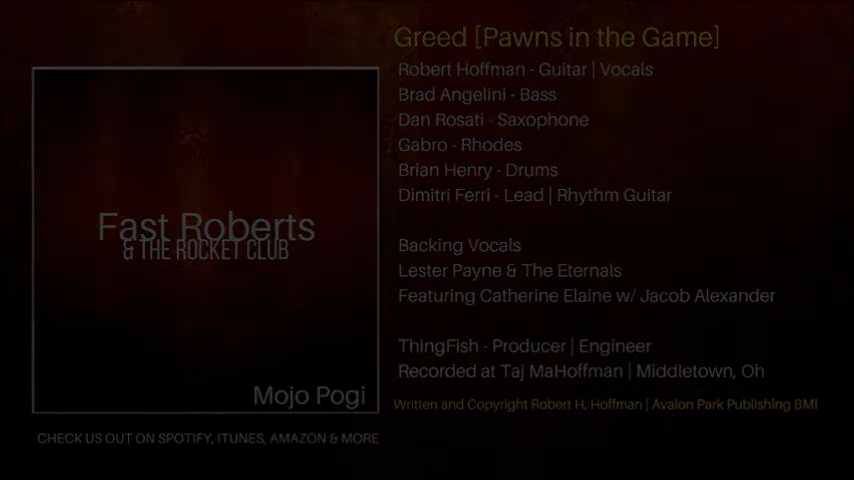 Greed [Pawns in the Game]
Robert Hoffman - Guitar | Vocals
Brad Angelini - Bass
Dan Rosati - Saxophone
Gabro - Rhodes
Brian Henry - Drums
Dimitri Ferri - Lead | Rhythm Guitar
Backing Vocals
Lester Payne & The Eternals
Featuring Catherine Elaine w/ Jacob Alexander
ThingFish - Producer | Engineer
Recorded at Taj MaHoffman | Middletown, Oh
Written and Copyright Robert H. Hoffman | Avalon Park Publishing BMI
Fast Roberts
& THE ROCKET CLUB
Mojo Pogi
CHECK US OUT ON SPOTIFY, ITUNES, AMAZON & MORE